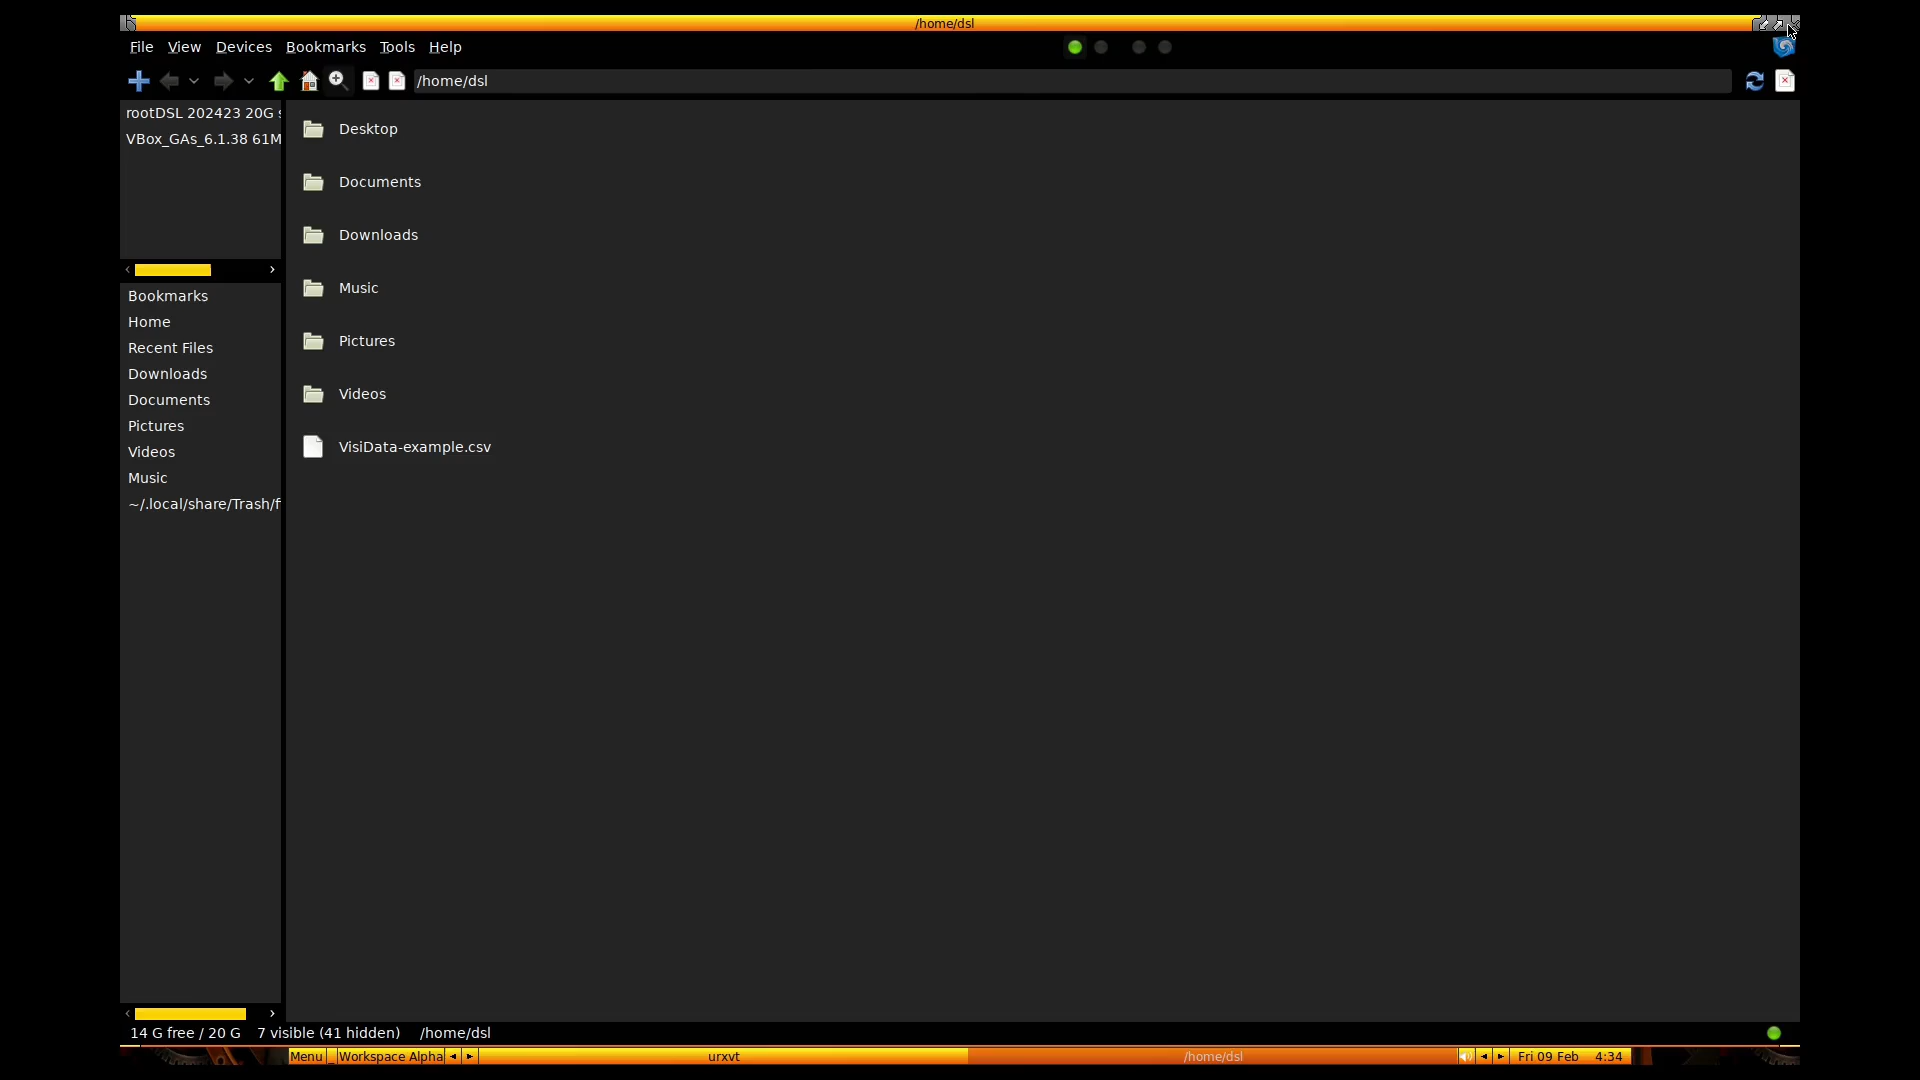 /home/dsl
File View Devices Bookmarks Tools Help
/home/dsl
rootDSL 202423 20G
VBox_GAs_6.1.38 61M
Bookmarks
Home
Recent Files
Downloads
Documents
Pictures
Videos
Music
~/.local/share/Trash/f
Desktop
Documents
Downloads
Music
Pictures
Videos
VisiData-example.csv
14 G free / 20 G 7 visible (41 hidden) /home/dsl
Menu Workspace Alpha urxvt /home/dsl Fri 09 Feb 4:34